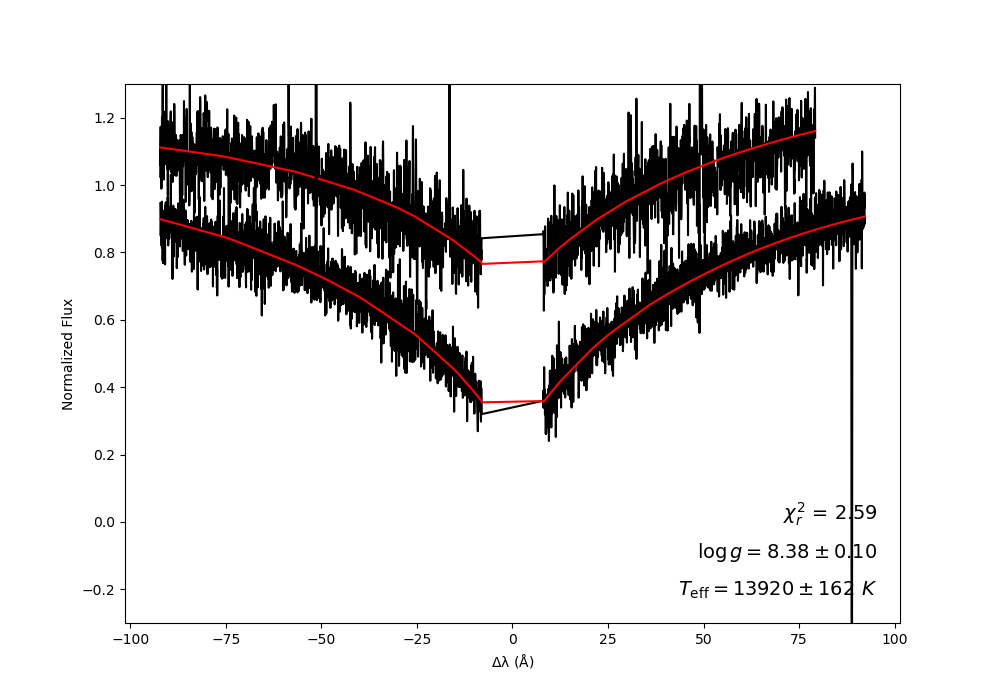 1.2
1.0
0.8
0.6
0.4
0.2
0.0
−0.2
Normalized Flux
χ²ᵣ = 2.59
log g = 8.38 ± 0.10
T_eff = 13920 ± 162 K
−100 −75 −50 −25 0 25 50 75 100
Δλ (Å)